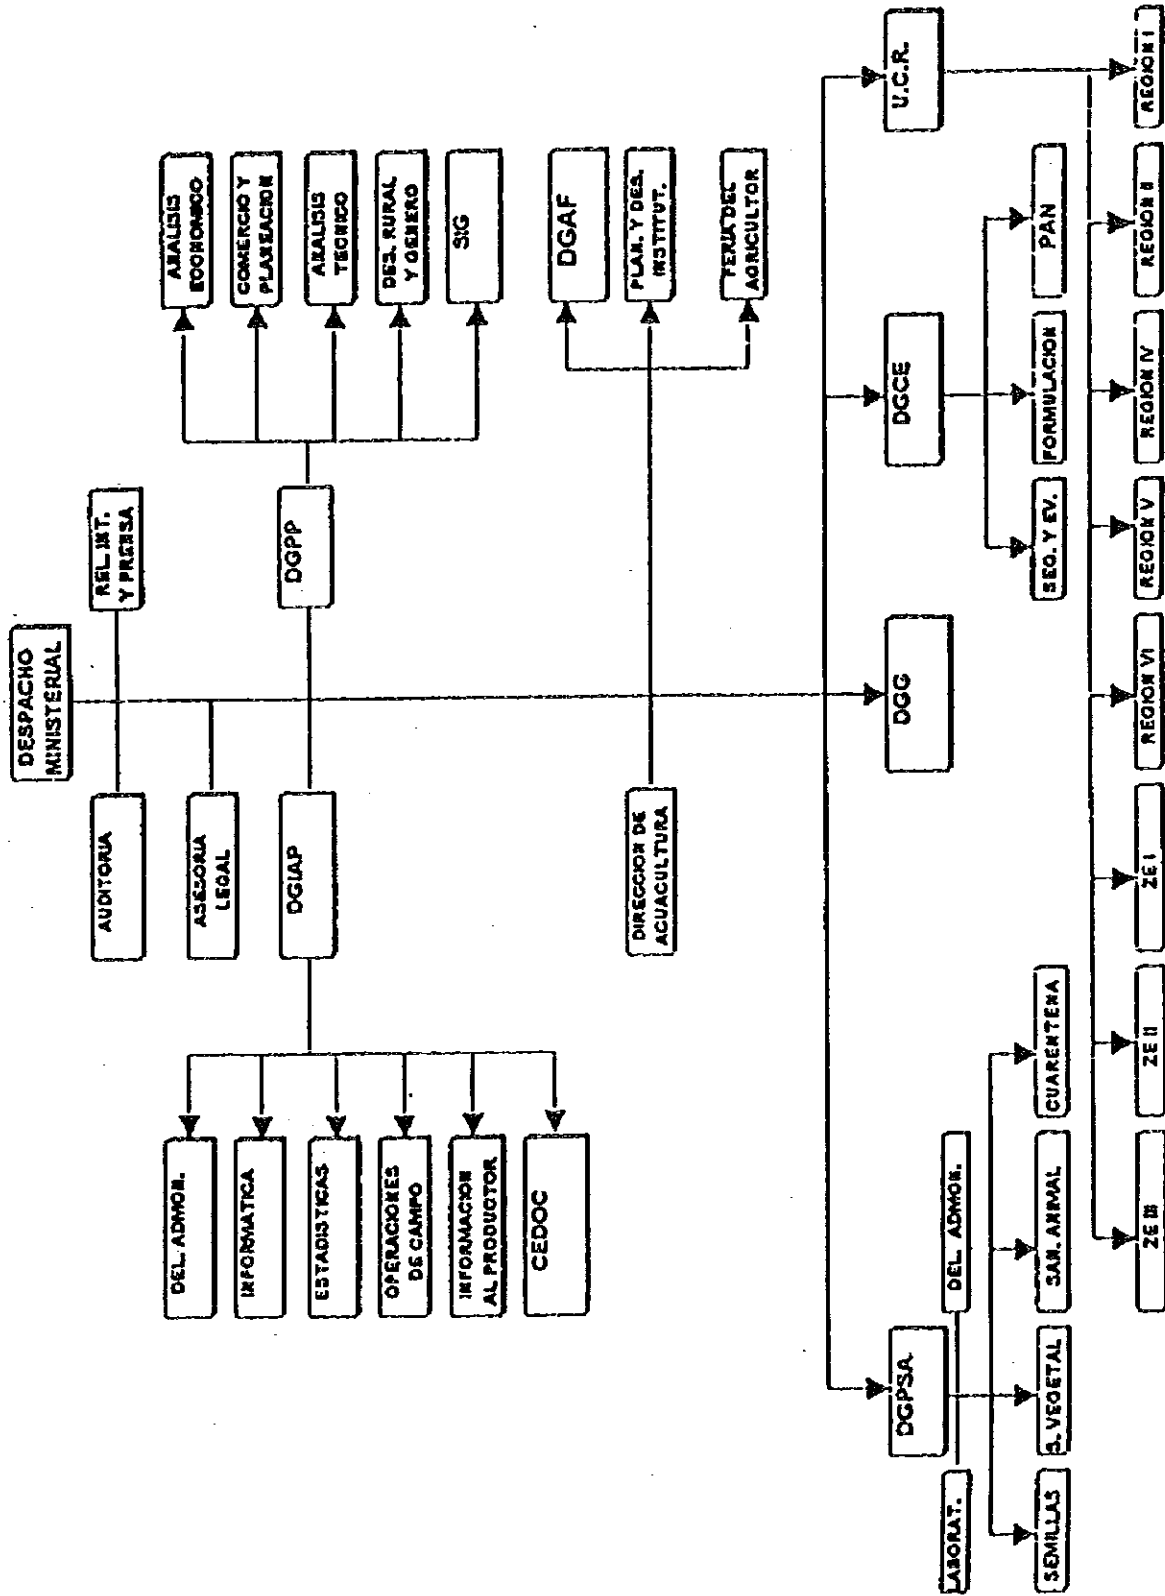 DESPACHO
MINISTERIAL
AUDITORIA
REL. INT.
Y PRENSA
ASESORIA
LEGAL
DGIAP
DGPP
DEL. ADMON.
INFORMATICA
ESTADISTICAS
OPERACIONES
DE CAMPO
INFORMACION
AL PRODUCTOR
CEDOC
ANALISIS
ECONOMICO
COMERCIO Y
PLANEACION
ANALISIS
TECNICO
DES. RURAL
Y GENERO
SIG
DIRECCION DE
ACUACULTURA
DGAF
PLAN. Y DES.
INSTITUT.
FERIA DEL
AGRICULTOR
DGPSA
DGG
DGCE
U.C.R.
LABORAT.
DEL. ADMON.
SEMILLAS
S. VEGETAL
SAN. ANIMAL
CUARENTENA
SEG. Y EV.
FORMULACION
PAN
ZE III
ZE II
ZE I
REGION VI
REGION V
REGION IV
REGION II
REGION I